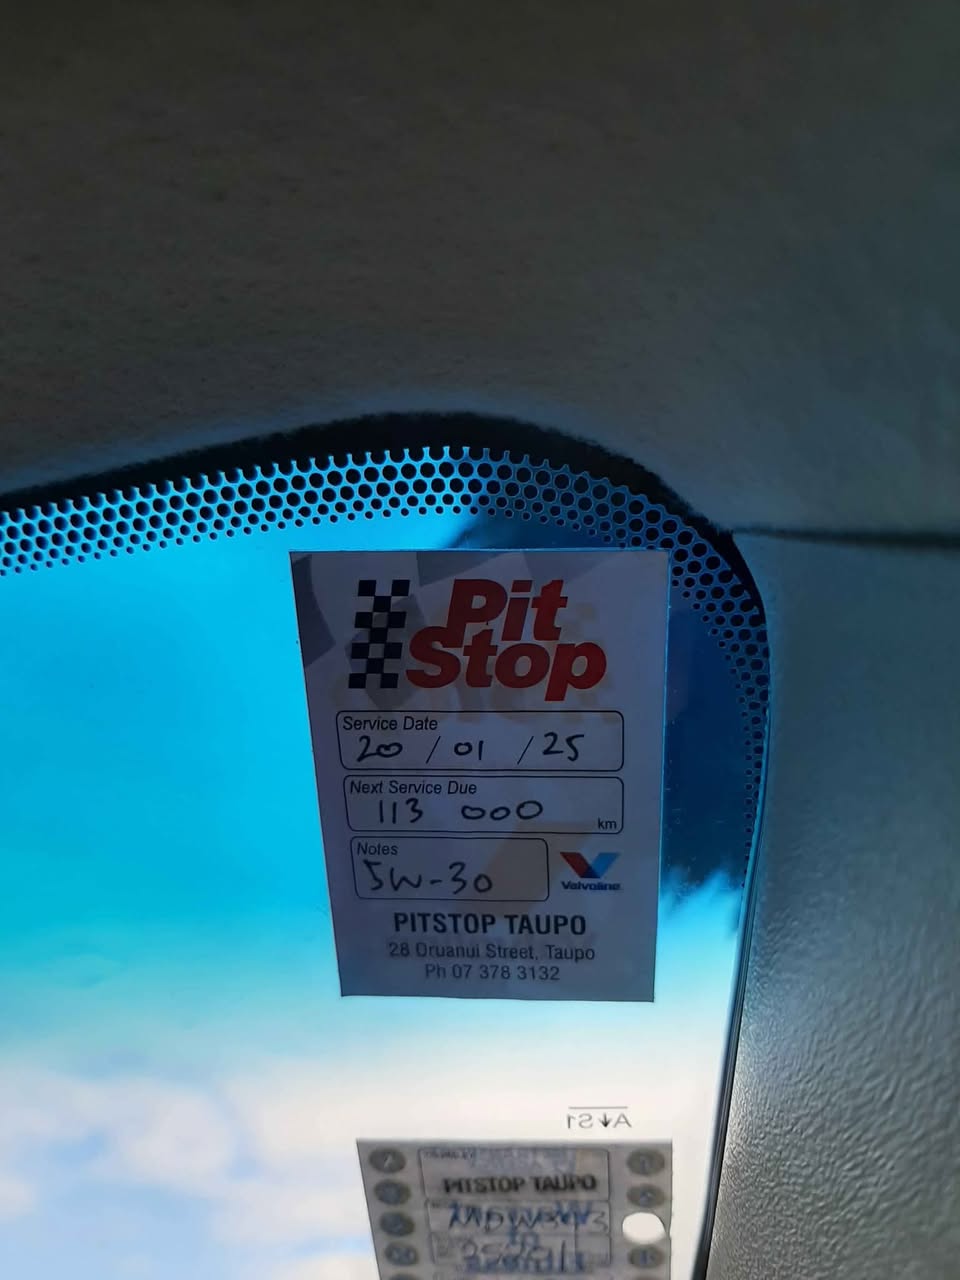 Pit
Stop
Service Date
20 / 01 / 25
Next Service Due
113 000
km
Notes
5W-30
Valvoline
PITSTOP TAUPO
28 Oruanui Street, Taupo
Ph 07 378 3132
A↓S1
PITSTOP TAUPO